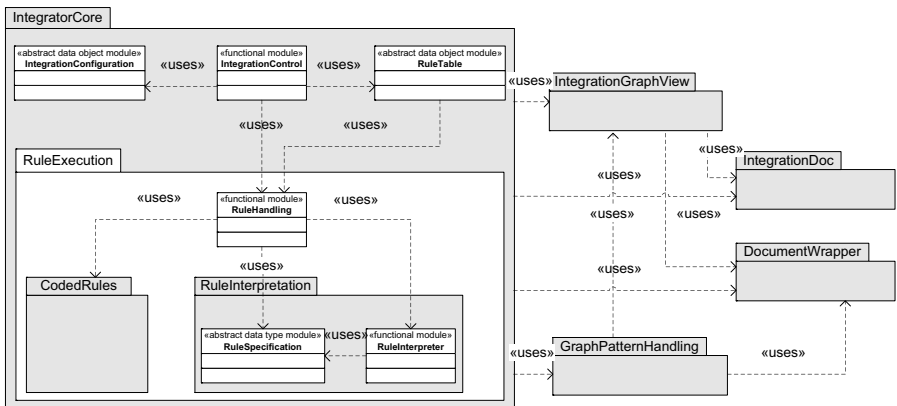 IntegratorCore
«abstract data object module»
IntegrationConfiguration
«uses»
«functional module»
IntegrationControl
«uses»
«abstract data object module»
RuleTable
«uses»
IntegrationGraphView
«uses»
«uses»
«uses»
IntegrationDoc
RuleExecution
«uses»
«functional module»
RuleHandling
«uses»
«uses»
«uses»
DocumentWrapper
«uses»
«uses»
CodedRules
RuleInterpretation
«abstract data type module»
RuleSpecification
«uses»
«functional module»
RuleInterpreter
«uses»
GraphPatternHandling
«uses»